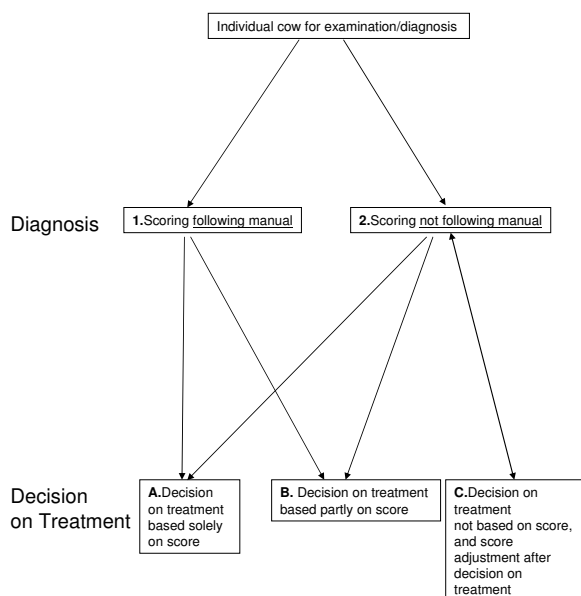 Individual cow for examination/diagnosis
Diagnosis
1.Scoring following manual
2.Scoring not following manual
Decision
on Treatment
A.Decision
on treatment
based solely
on score
B. Decision on treatment
based partly on score
C.Decision on
treatment
not based on score,
and score
adjustment after
decision on
treatment